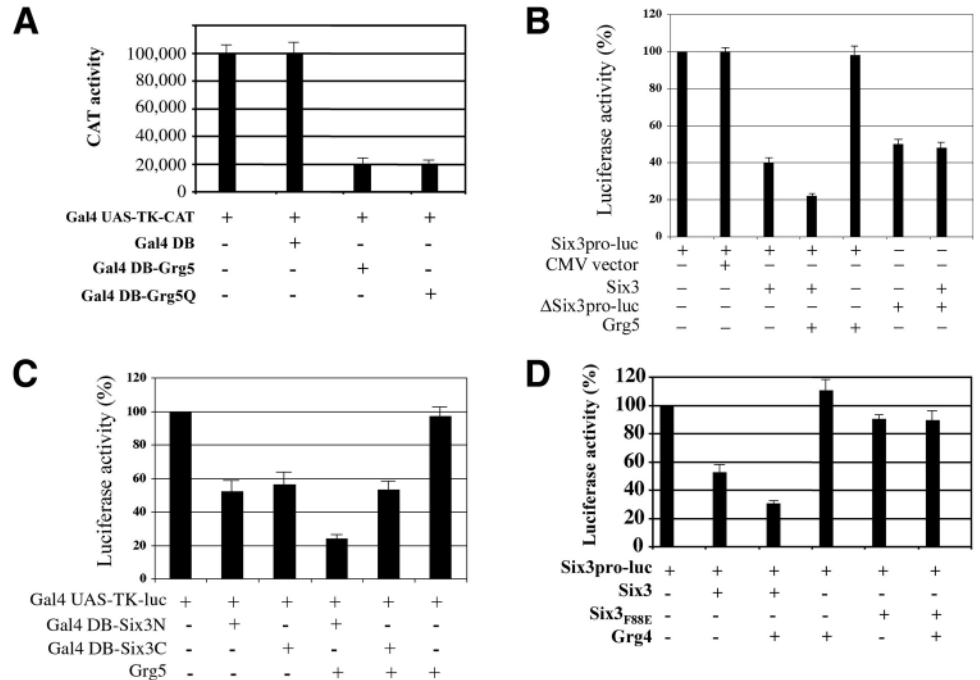 A
CAT activity
100,000
80,000
60,000
40,000
20,000
0
Gal4 UAS-TK-CAT + + + +
Gal4 DB - + - -
Gal4 DB-Grg5 - - + -
Gal4 DB-Grg5Q - - - +
B
Luciferase activity (%)
120
100
80
60
40
20
0
Six3pro-luc + + + + + – –
CMV vector – + – – – – –
Six3 – – + + – – +
ΔSix3pro-luc – – – – – + +
Grg5 – – – + + – –
C
Luciferase activity (%)
120
100
80
60
40
20
0
Gal4 UAS-TK-luc + + + + + +
Gal4 DB-Six3N - + - + - -
Gal4 DB-Six3C - - + - + -
Grg5 - - - + + +
D
Luciferase activity (%)
120
100
80
60
40
20
0
Six3pro-luc + + + + + +
Six3 - + + - - -
Six3F88E - - - - + +
Grg4 - - + + - +